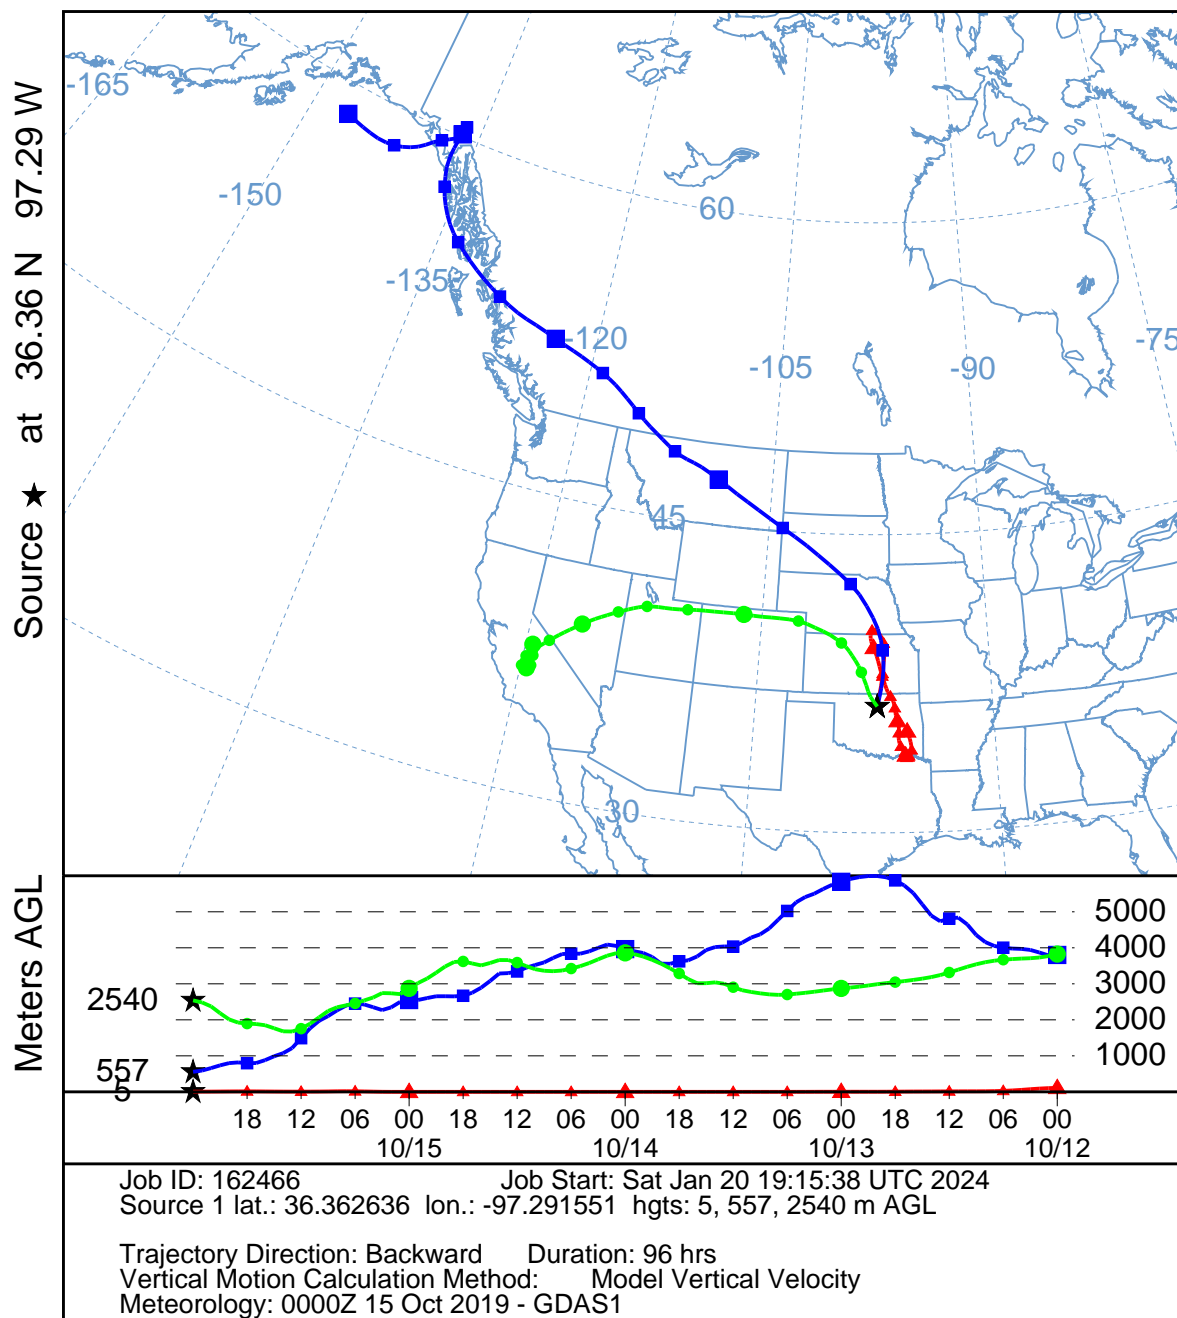 Source ★ at 36.36 N 97.29 W
-165
-150
60
-135
-120
-75
-105
-90
45
30
Meters AGL
5000
4000
3000
2540
2000
1000
557
5
18 12 06 00 18 12 06 00 18 12 06 00 18 12 06 00
10/15 10/14 10/13 10/12
Job ID: 162466 Job Start: Sat Jan 20 19:15:38 UTC 2024
Source 1 lat.: 36.362636 lon.: -97.291551 hgts: 5, 557, 2540 m AGL
Trajectory Direction: Backward Duration: 96 hrs
Vertical Motion Calculation Method: Model Vertical Velocity
Meteorology: 0000Z 15 Oct 2019 - GDAS1